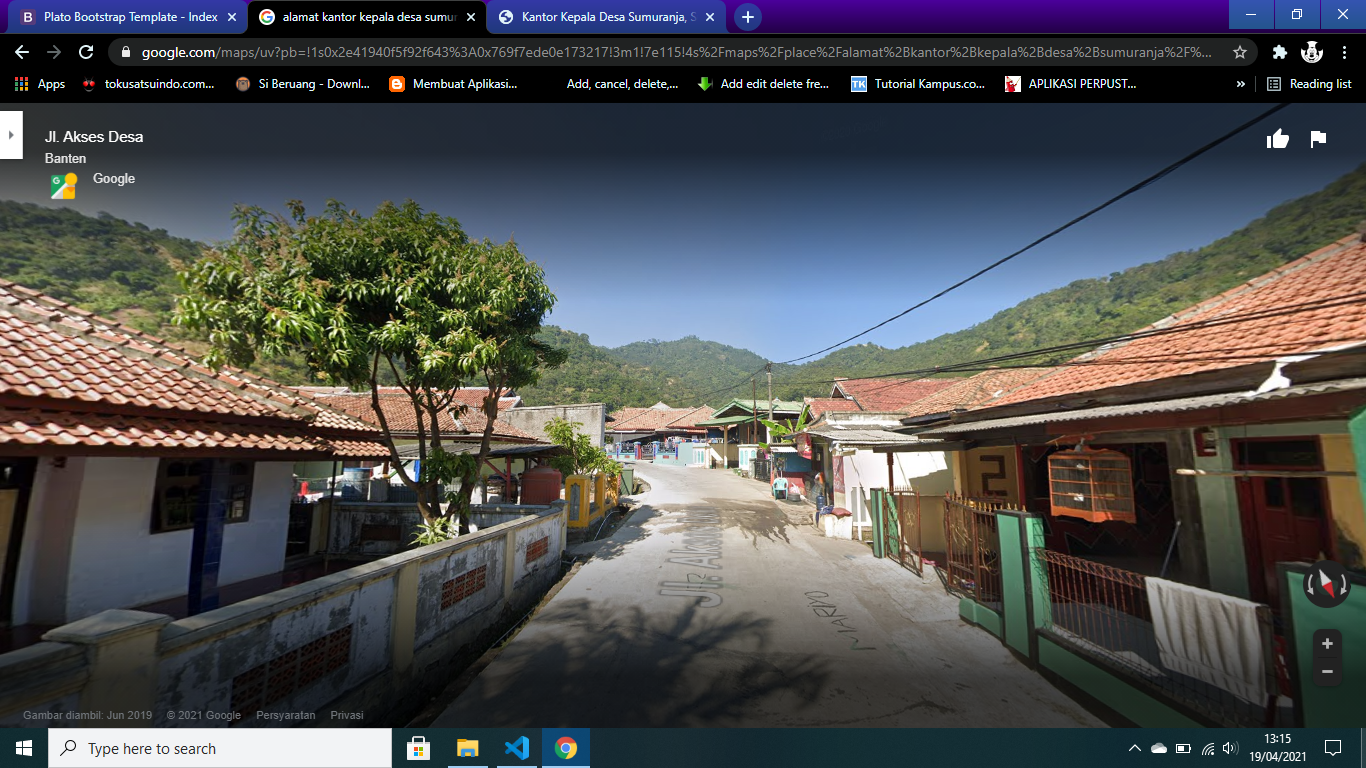 Plato Bootstrap Template - Index
alamat kantor kepala desa sumur
Kantor Kepala Desa Sumuranja, S
google.com/maps/uv?pb=!1s0x2e41940f5f92f643%3A0x769f7ede0e173217!3m1!7e115!4s%2Fmaps%2Fplace%2Falamat%2Bkantor%2Bkepala%2Bdesa%2Bsumuranja%2F%...
Apps
tokusatsuindo.com...
Si Beruang - Downl...
Membuat Aplikasi...
Add, cancel, delete,...
Add edit delete fre...
TK
Tutorial Kampus.co...
APLIKASI PERPUST...
»
Reading list
Jl. Akses Desa
Banten
Google
2
MARIYO
Gambar diambil: Jun 2019
© 2021 Google
Persyaratan
Privasi
Type here to search
13:15
19/04/2021